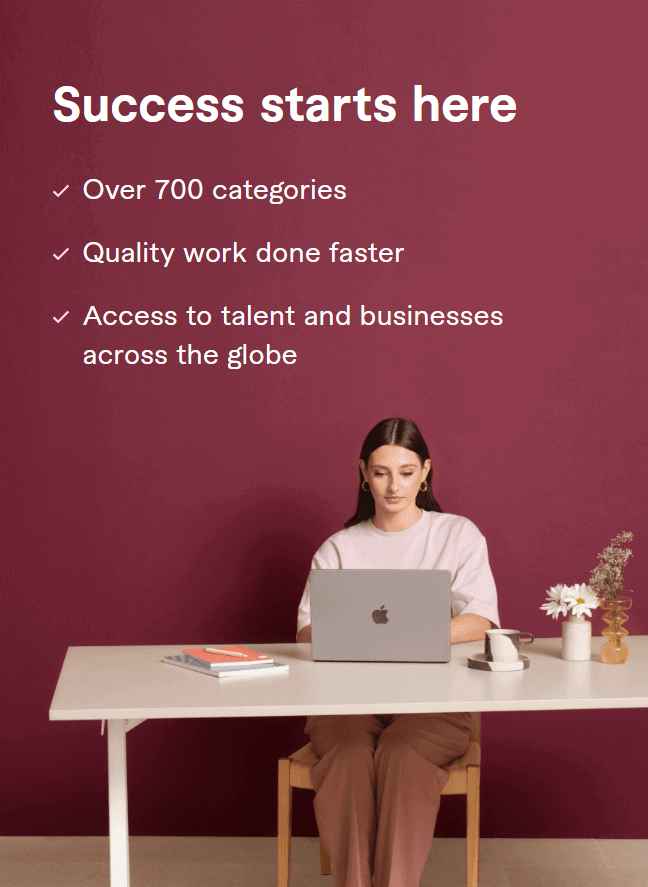 Success starts here
Over 700 categories
Quality work done faster
Access to talent and businesses
across the globe